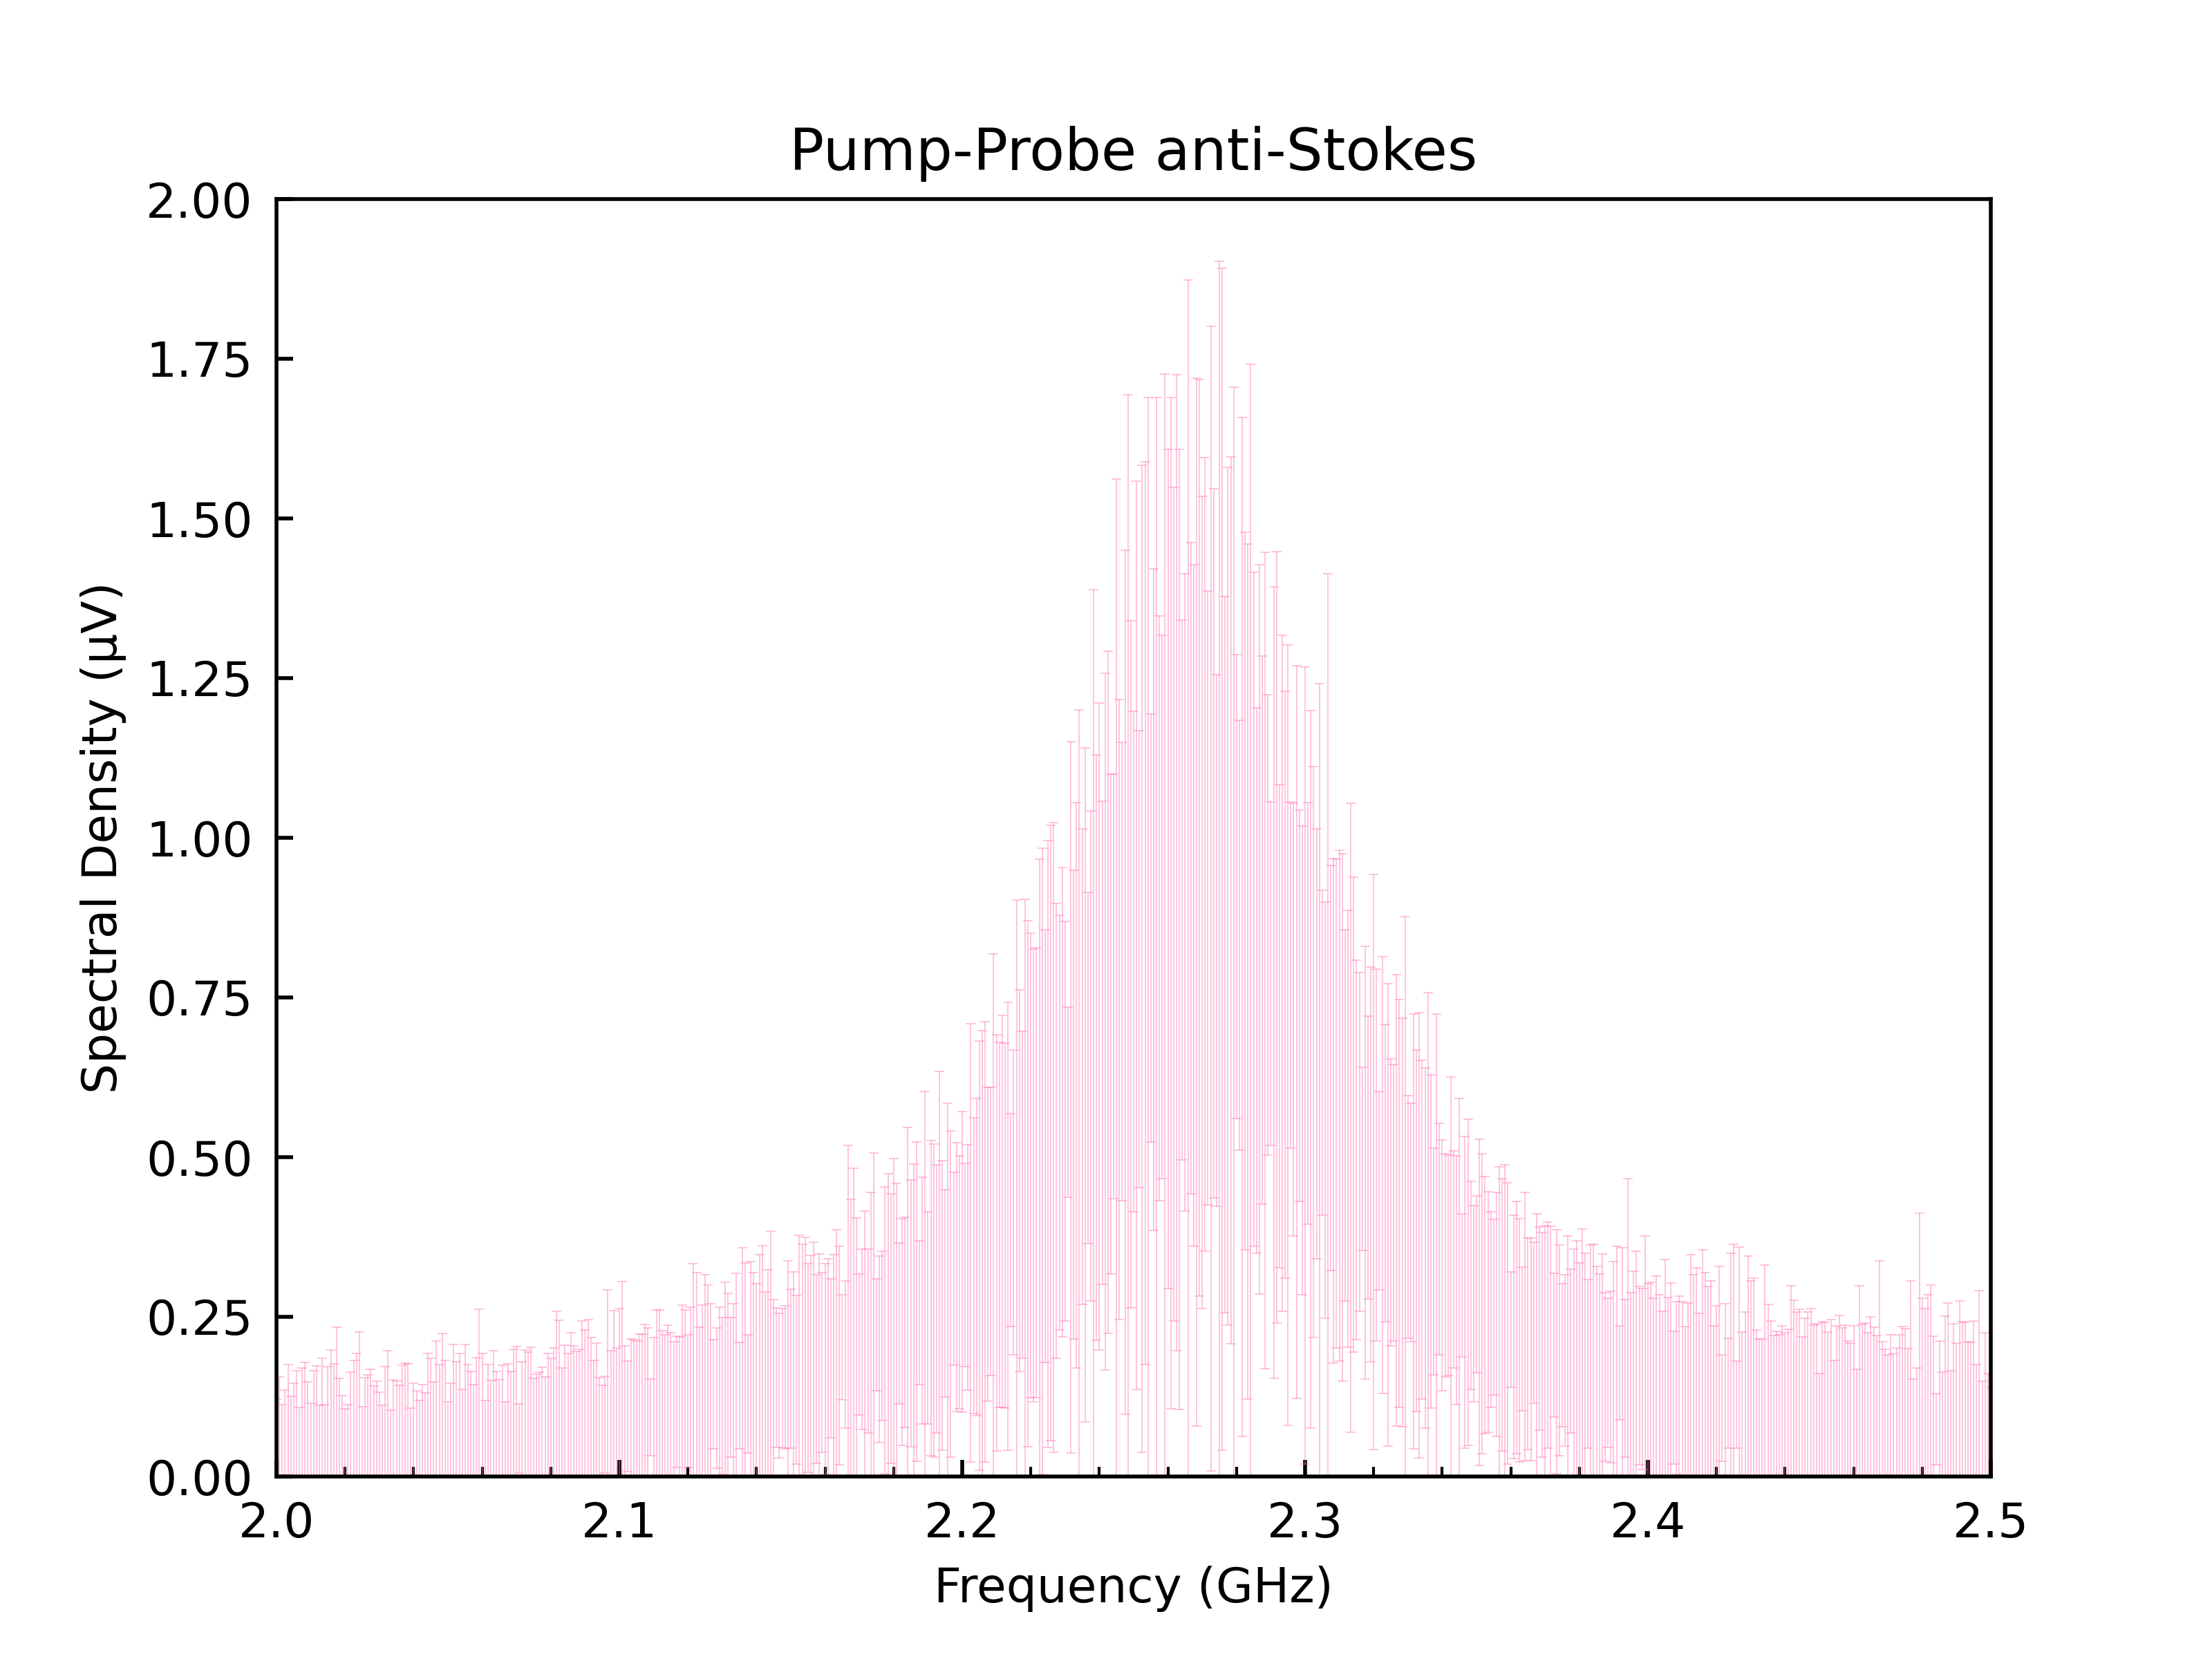 Pump-Probe anti-Stokes
2.00
1.75
1.50
1.25
1.00
0.75
0.50
0.25
0.00
Spectral Density (μV)
2.0 2.1 2.2 2.3 2.4 2.5
Frequency (GHz)